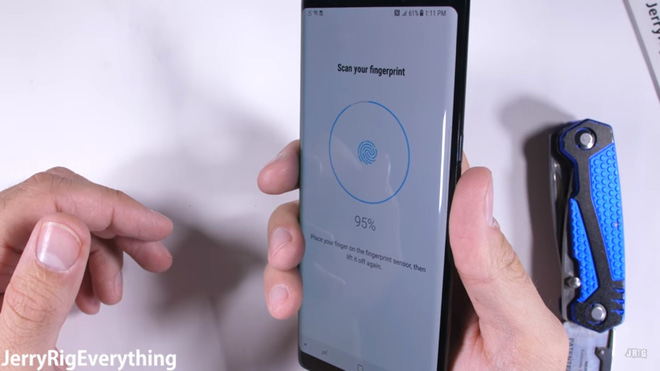 61% 1:11 PM
Scan your fingerprint
95%
Place your finger on the fingerprint sensor, then
lift it off again.
JerryRigEverything
JRE